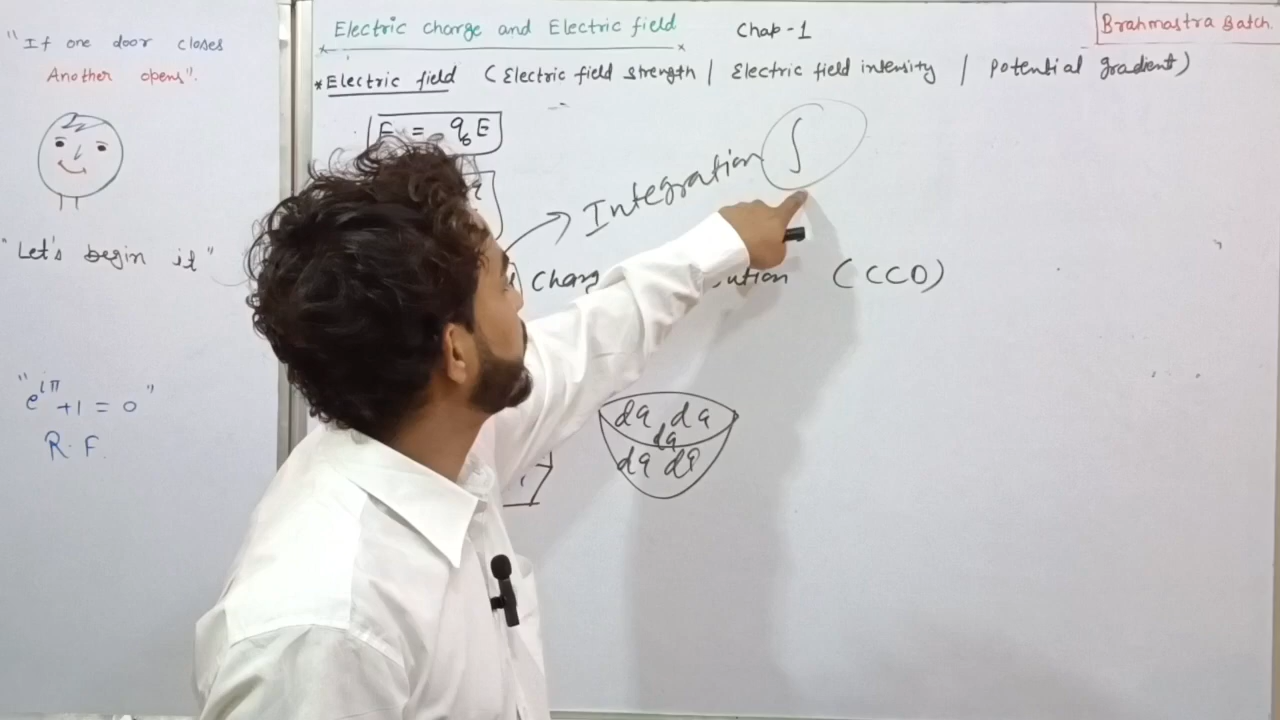 "If one door closes
Another opens".
"Let's begin it"
"e^iπ +1 = 0"
R.F.
Electric charge and Electric field Chap-1
Brahmastra Batch
*Electric field (Electric field strength / Electric field intensity / potential gradient)
F = q₀E
Integration ∫
(CCD)
dq dq
dq
dq dq